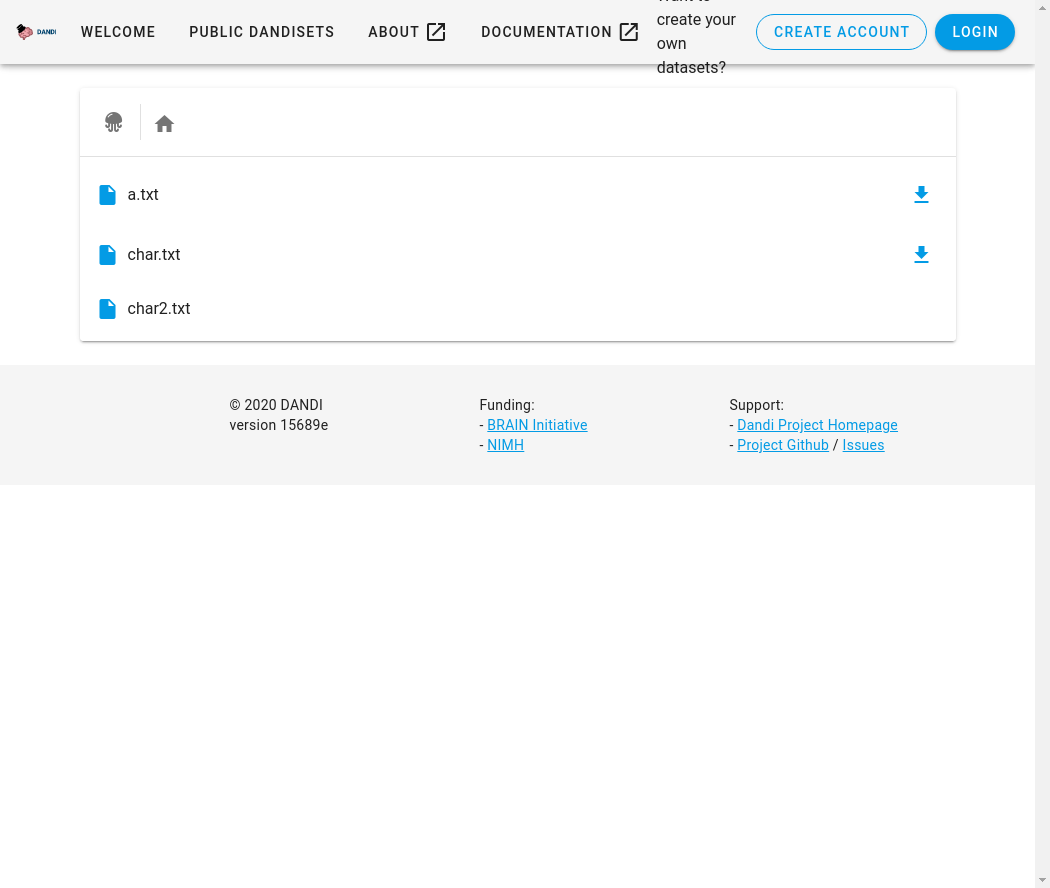 DANDI
WELCOME
PUBLIC DANDISETS
ABOUT
DOCUMENTATION
create your
own
datasets?
CREATE ACCOUNT
LOGIN
a.txt
char.txt
char2.txt
© 2020 DANDI
version 15689e
Funding:
- BRAIN Initiative
- NIMH
Support:
- Dandi Project Homepage
- Project Github / Issues